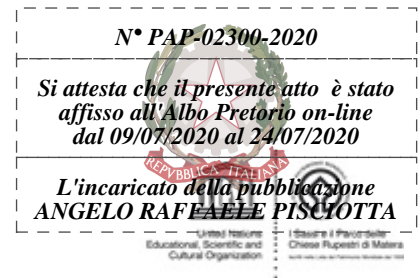 N° PAP-02300-2020
Si attesta che il presente atto è stato
affisso all'Albo Pretorio on-line
dal 09/07/2020 al 24/07/2020
REPVBBLICA ITALIANA
L'incaricato della pubblicazione
ANGELO RAFFAELE PISCIOTTA
United Nations
Educational, Scientific and
Cultural Organization
I Sassi e il Parco delle
Chiese Rupestri di Matera